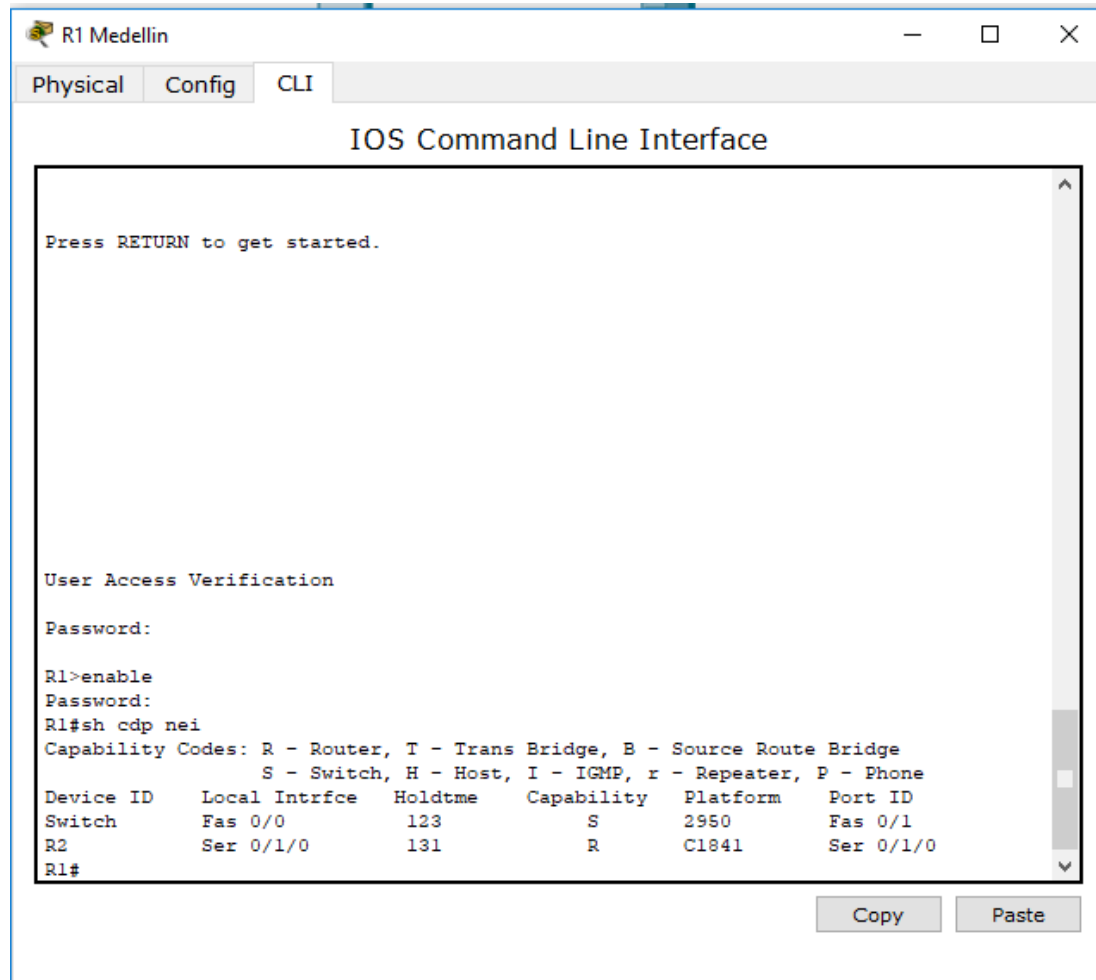 R1 Medellin
Physical Config CLI
IOS Command Line Interface
Press RETURN to get started.
User Access Verification
Password:
R1>enable
Password:
R1#sh cdp nei
Capability Codes: R - Router, T - Trans Bridge, B - Source Route Bridge
S - Switch, H - Host, I - IGMP, r - Repeater, P - Phone
Device ID Local Intrfce Holdtme Capability Platform Port ID
Switch Fas 0/0 123 S 2950 Fas 0/1
R2 Ser 0/1/0 131 R C1841 Ser 0/1/0
R1#
Copy Paste